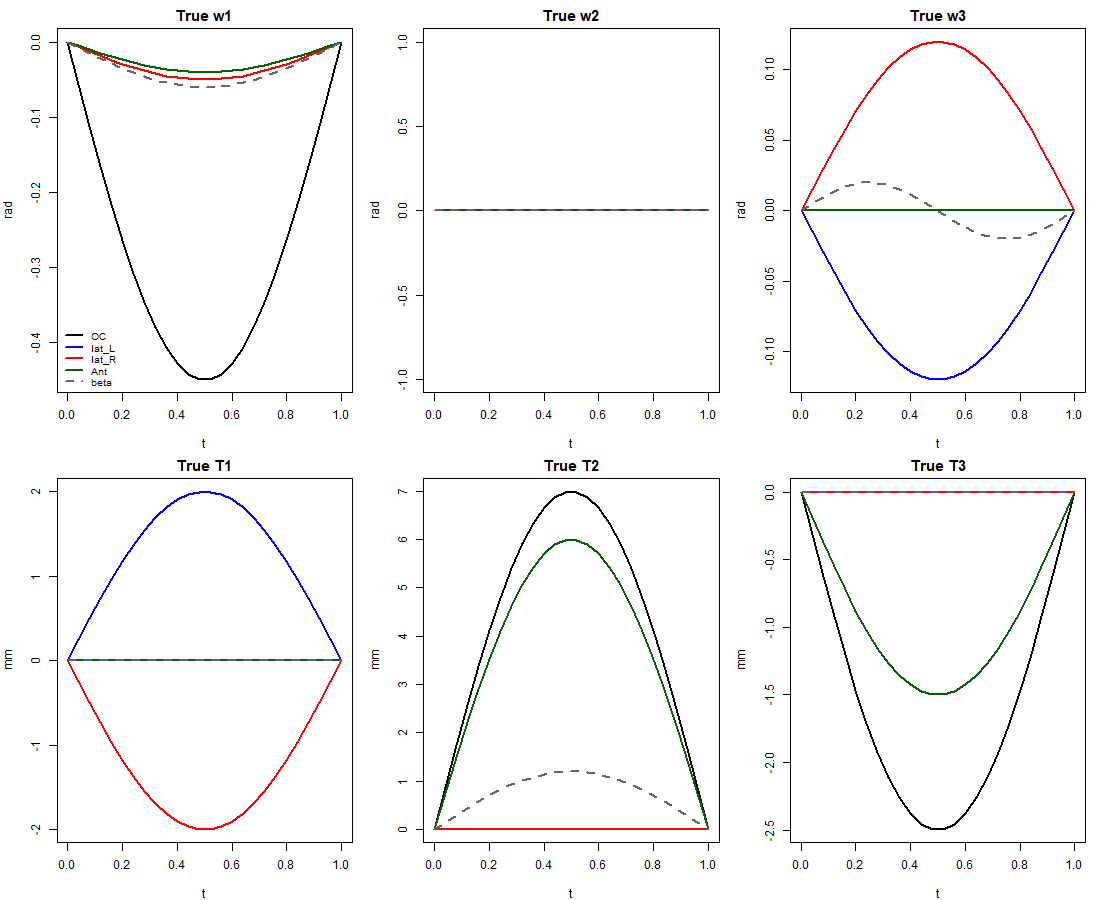 True w1
rad
0.0
-0.1
-0.2
-0.3
-0.4
OC
lat_L
lat_R
Ant
beta
0.0 0.2 0.4 0.6 0.8 1.0
t
True w2
rad
1.0
0.5
0.0
-0.5
-1.0
0.0 0.2 0.4 0.6 0.8 1.0
t
True w3
rad
0.10
0.05
0.00
-0.05
-0.10
0.0 0.2 0.4 0.6 0.8 1.0
t
True T1
mm
2
1
0
-1
-2
0.0 0.2 0.4 0.6 0.8 1.0
t
True T2
mm
7
6
5
4
3
2
1
0
0.0 0.2 0.4 0.6 0.8 1.0
t
True T3
mm
0.0
-0.5
-1.0
-1.5
-2.0
-2.5
0.0 0.2 0.4 0.6 0.8 1.0
t